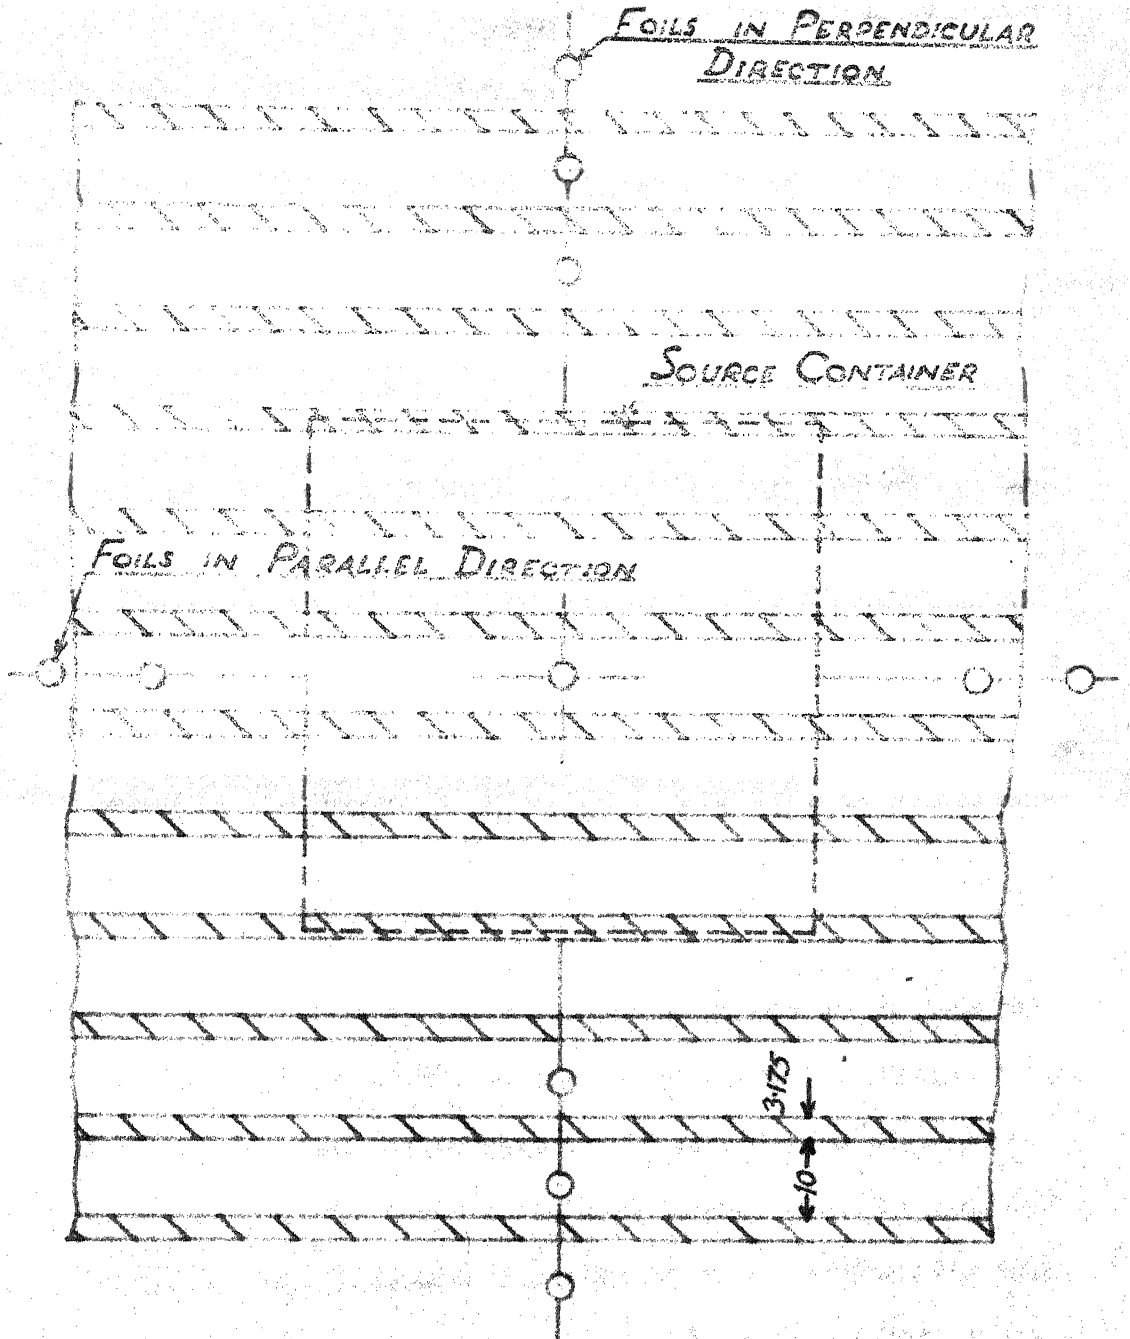 FOILS IN PERPENDICULAR
DIRECTION
SOURCE CONTAINER
FOILS IN PARALLEL DIRECTION
3·175
10